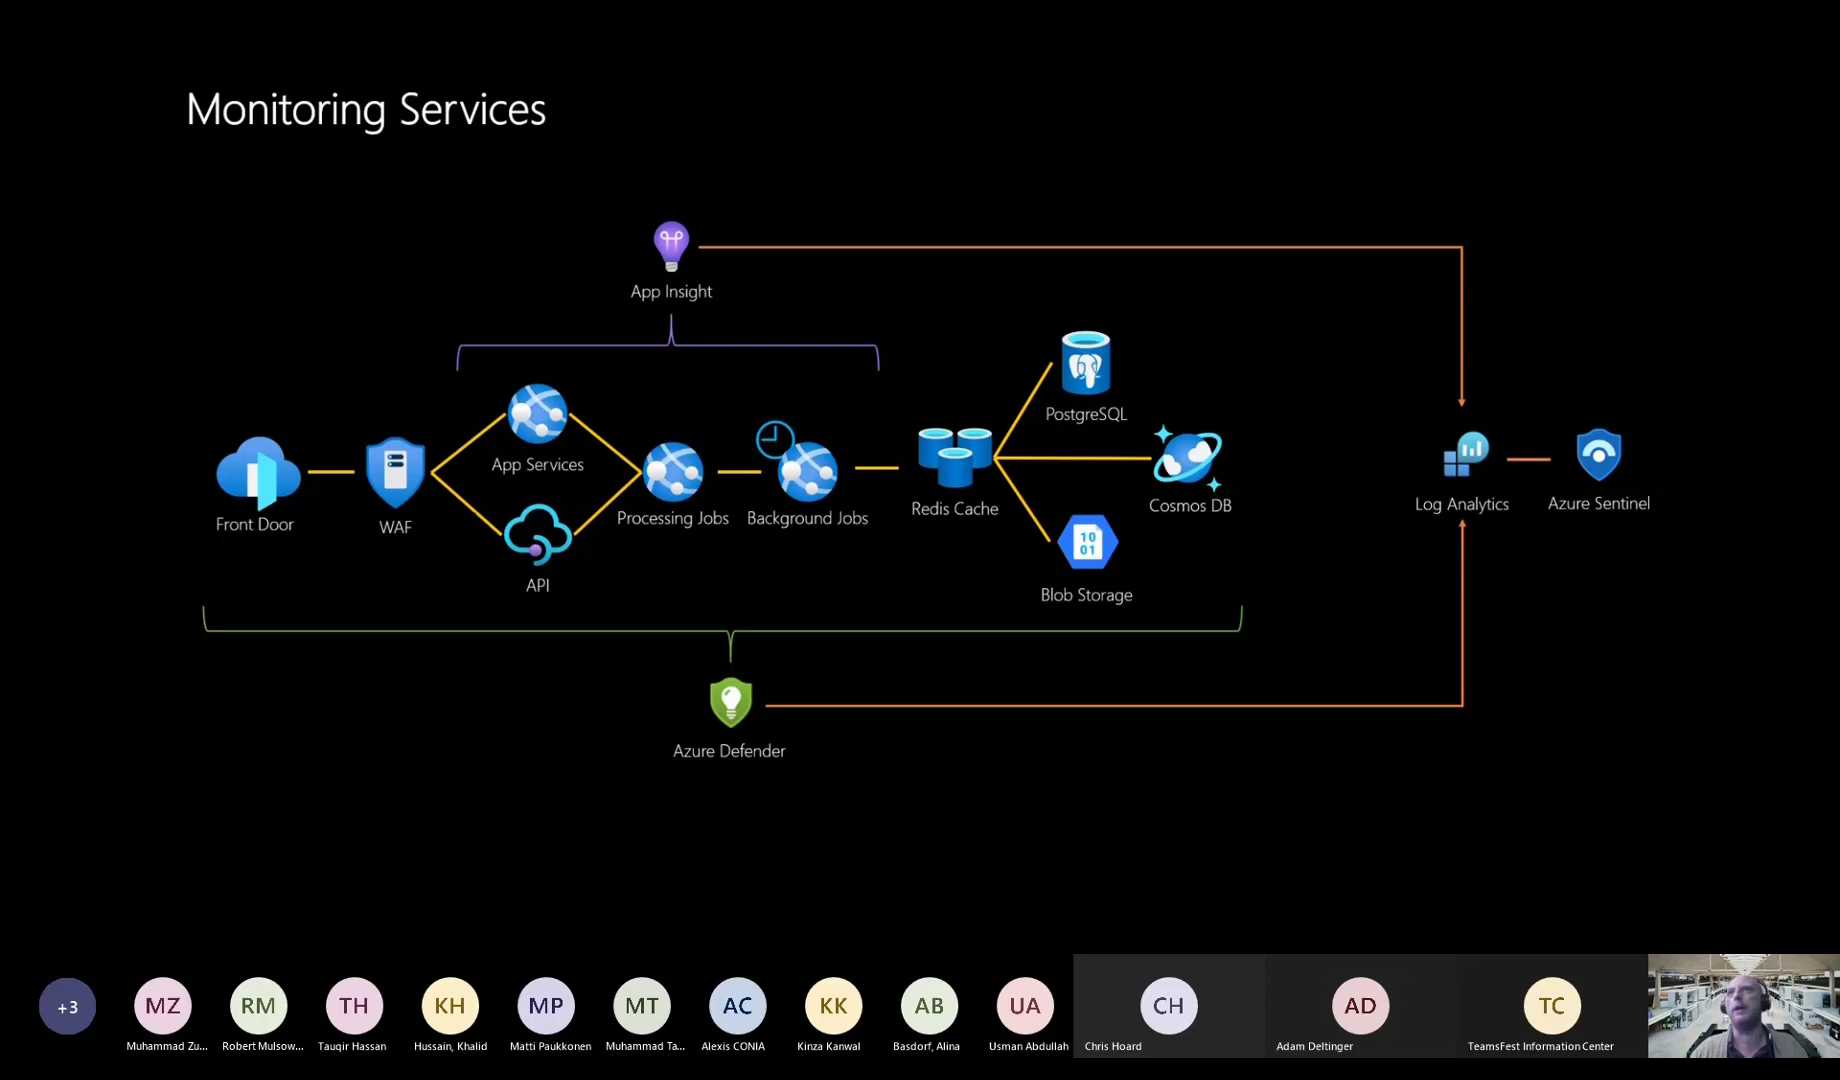 Monitoring Services
App Insight
App Services
API
Front Door
WAF
Processing Jobs
Background Jobs
Redis Cache
PostgreSQL
Cosmos DB
10
01
Blob Storage
Log Analytics
Azure Sentinel
Azure Defender
+3
MZ
RM
TH
KH
MP
MT
AC
KK
AB
UA
CH
AD
TC
Muhammad Zu...
Robert Mulsow...
Tauqir Hassan
Hussain, Khalid
Matti Paukkonen
Muhammad Ta...
Alexis CONIA
Kinza Kanwal
Basdorf, Alina
Usman Abdullah
Chris Hoard
Adam Deltinger
TeamsFest Information Center